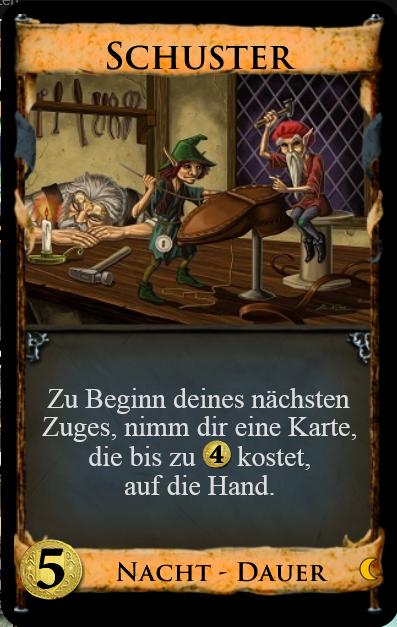 SCHUSTER
Zu Beginn deines nächsten
Zuges, nimm dir eine Karte,
die bis zu 4 kostet,
auf die Hand.
5 NACHT - DAUER